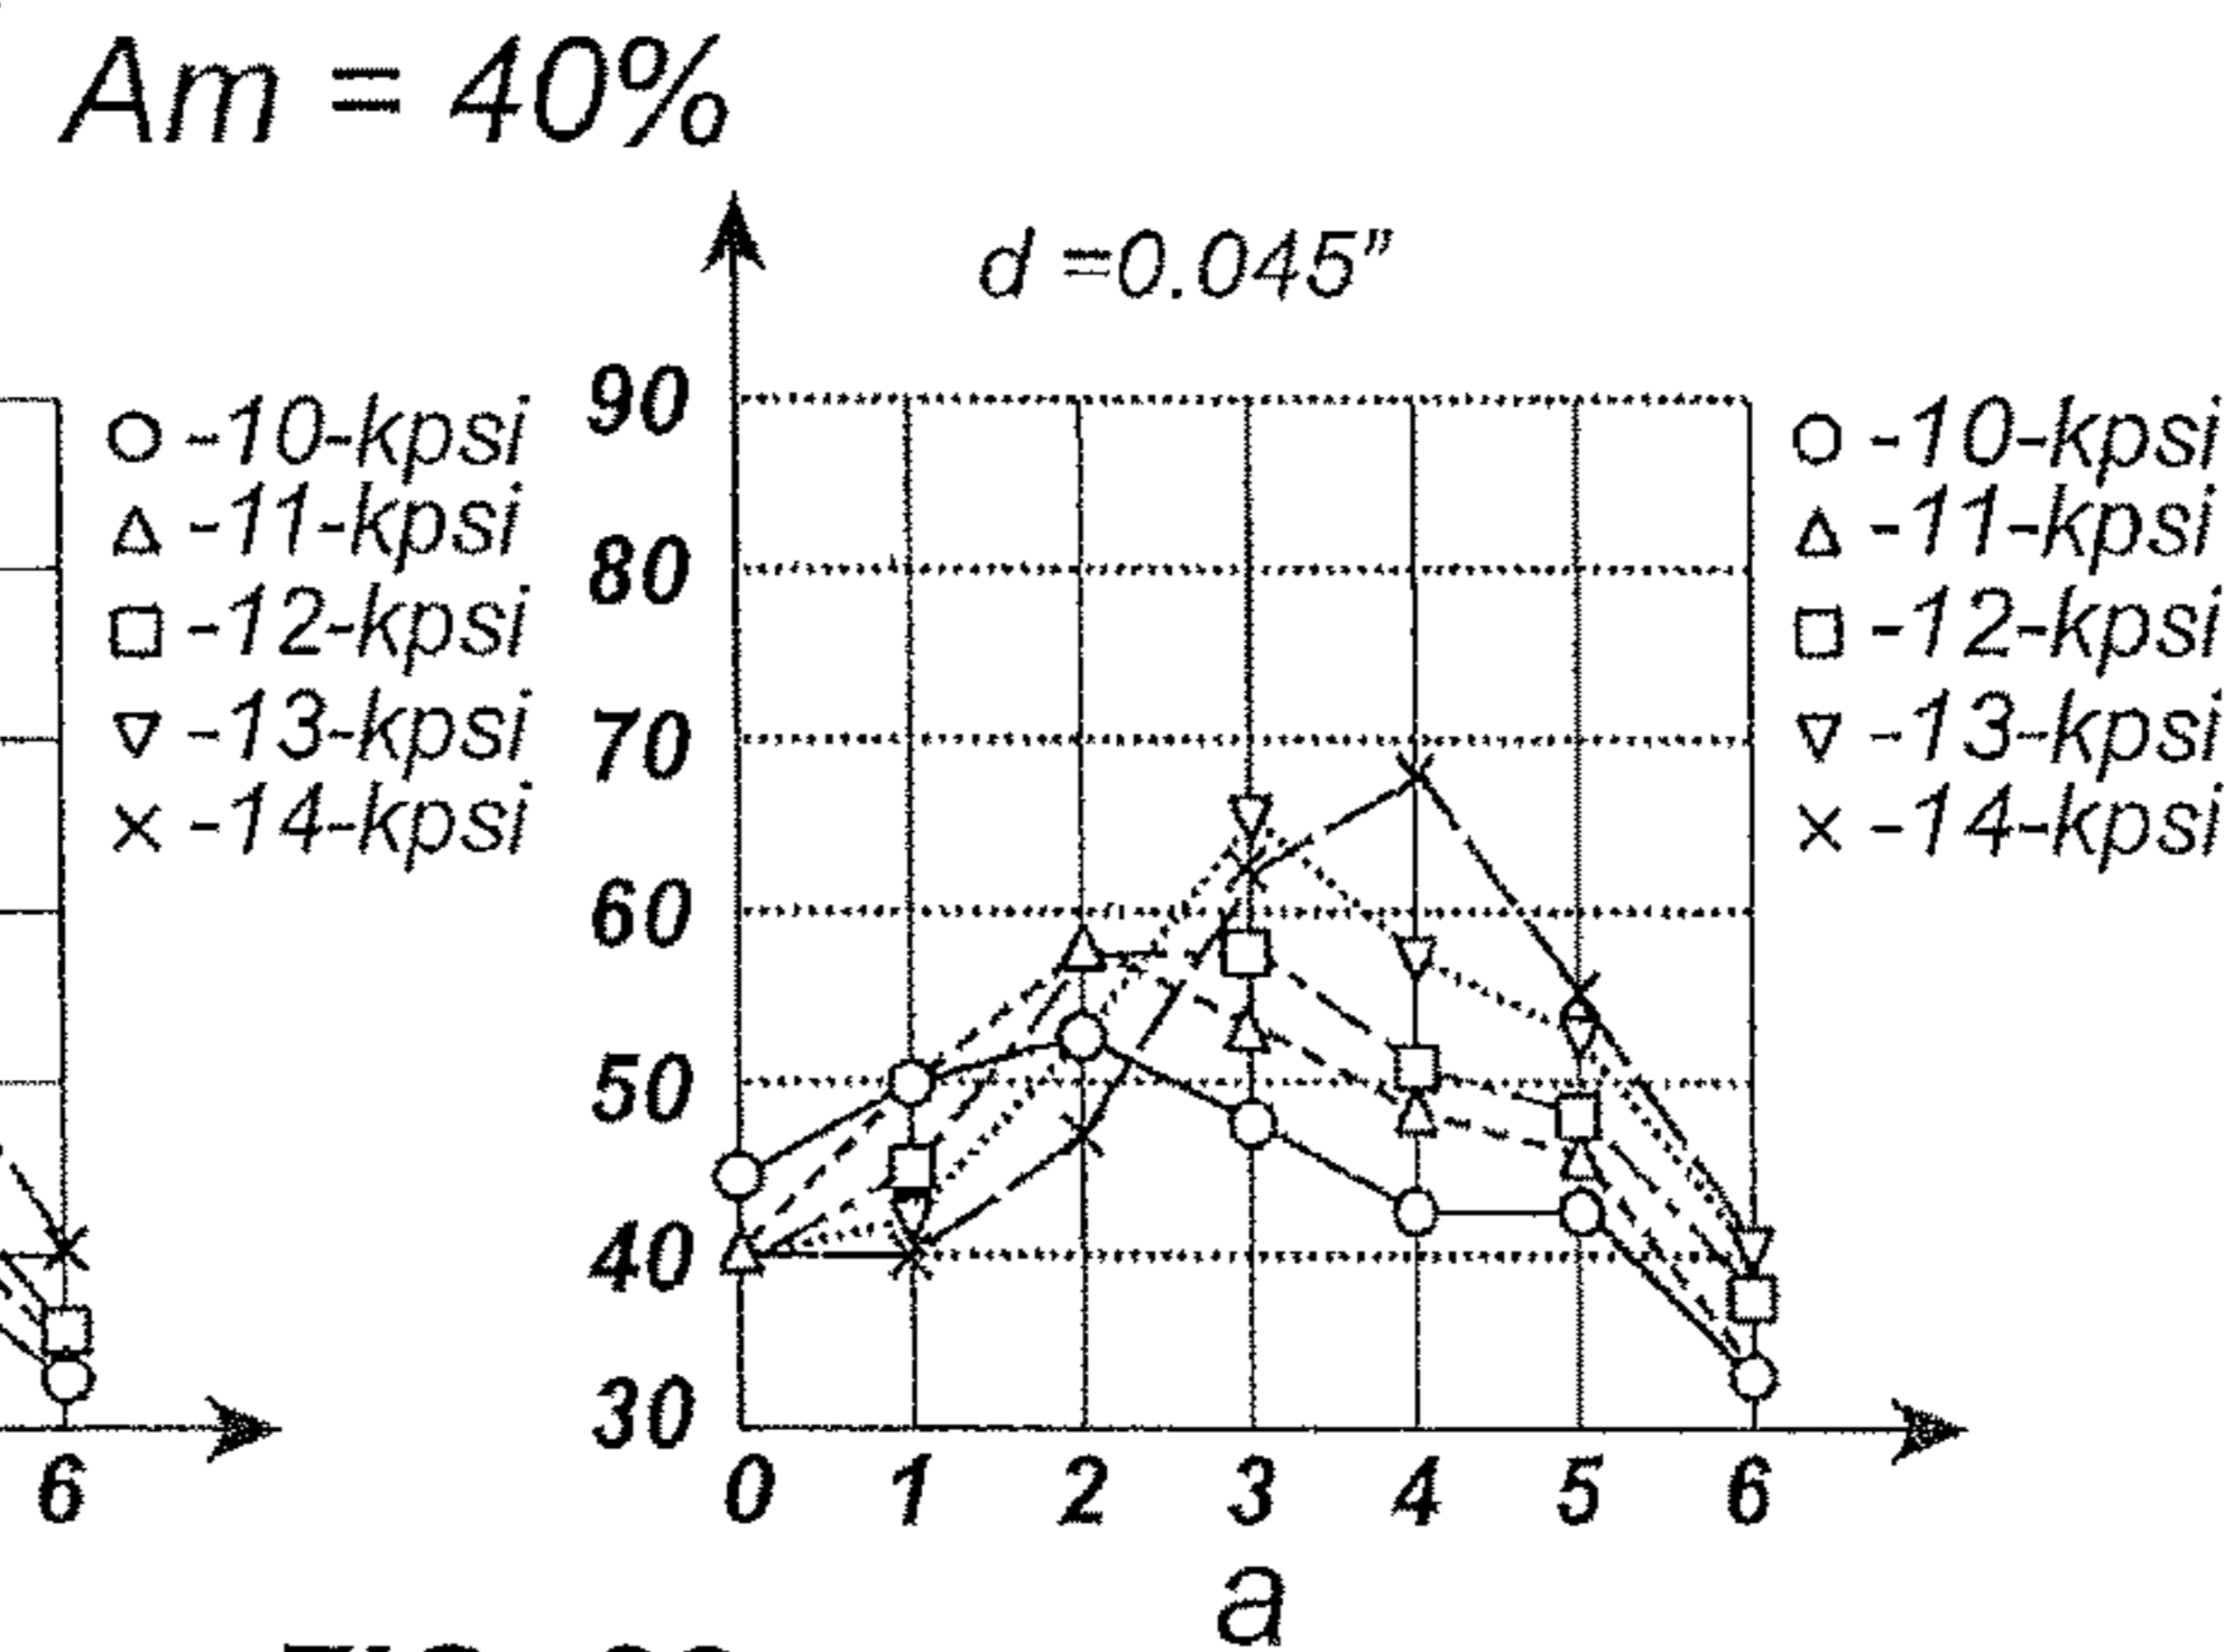 Am = 40%
d =0.045”
-10-kpsi
-11-kpsi
-12-kpsi
-13-kpsi
-14-kpsi
6
90
80
70
60
50
40
30
0 1 2 3 4 5 6
a
-10-kpsi
-11-kpsi
-12-kpsi
-13-kpsi
-14-kpsi